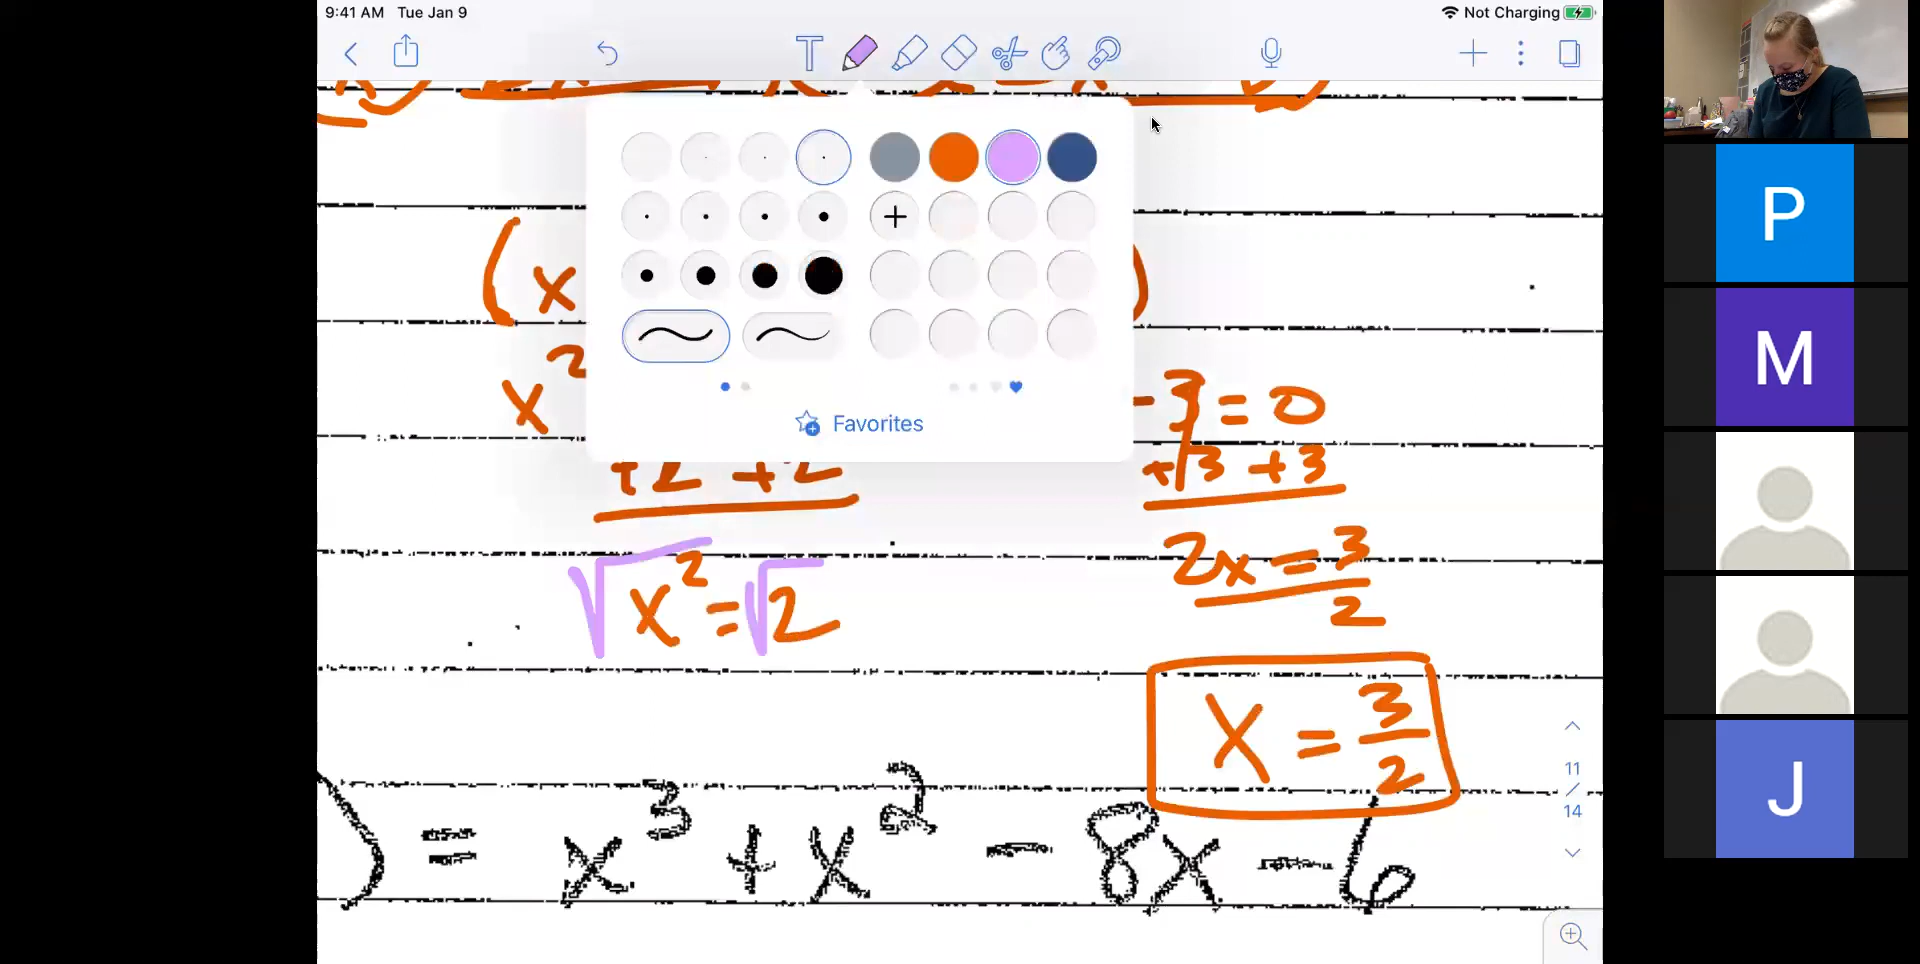 9:41 AM Tue Jan 9
Not Charging
T
P
(x
)
x²
-3=0
Favorites
+2 +2
+3 +3
M
√x²=√2
2x=3
2
x = 3/2
11
/
14
J
) = x³ + x² - 8x - 6